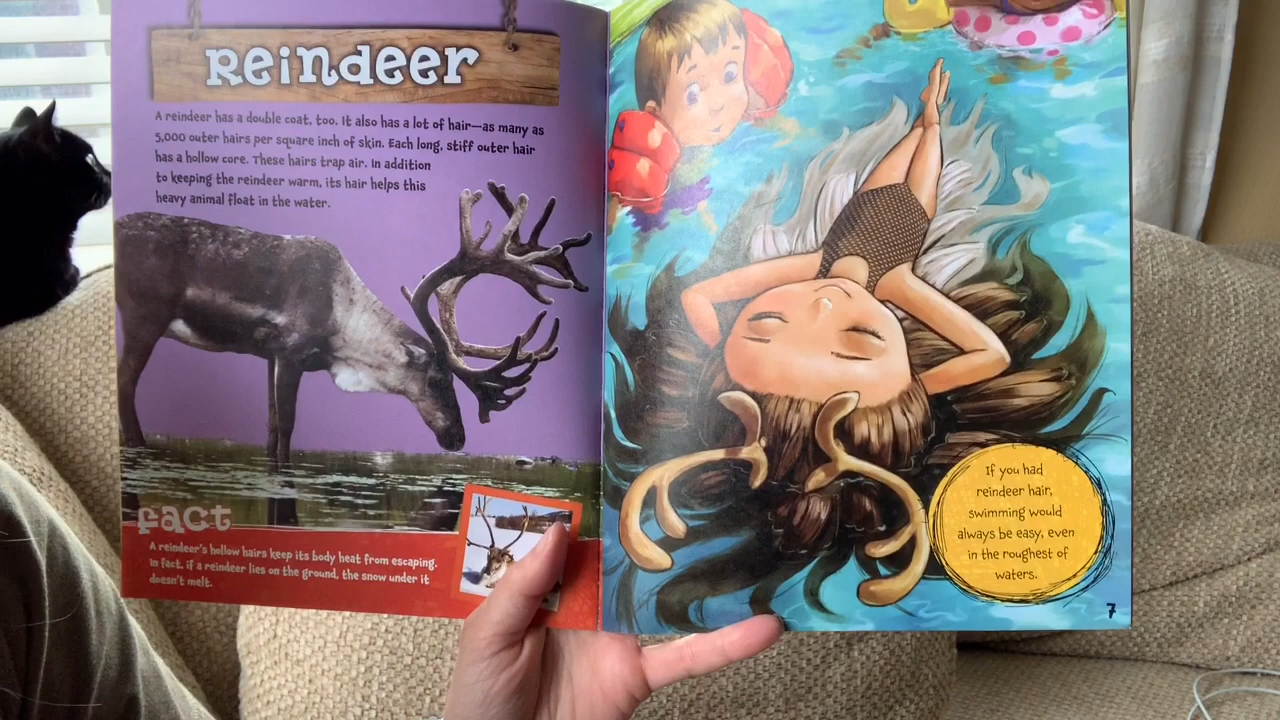 Reindeer
A reindeer has a double coat, too. It also has a lot of hair—as many as
5,000 outer hairs per square inch of skin. Each long, stiff outer hair
has a hollow core. These hairs trap air. In addition
to keeping the reindeer warm, its hair helps this
heavy animal float in the water.
fact
A reindeer's hollow hairs keep its body heat from escaping.
In fact, if a reindeer lies on the ground, the snow under it
doesn't melt.
If you had
reindeer hair,
swimming would
always be easy, even
in the roughest of
waters.
7